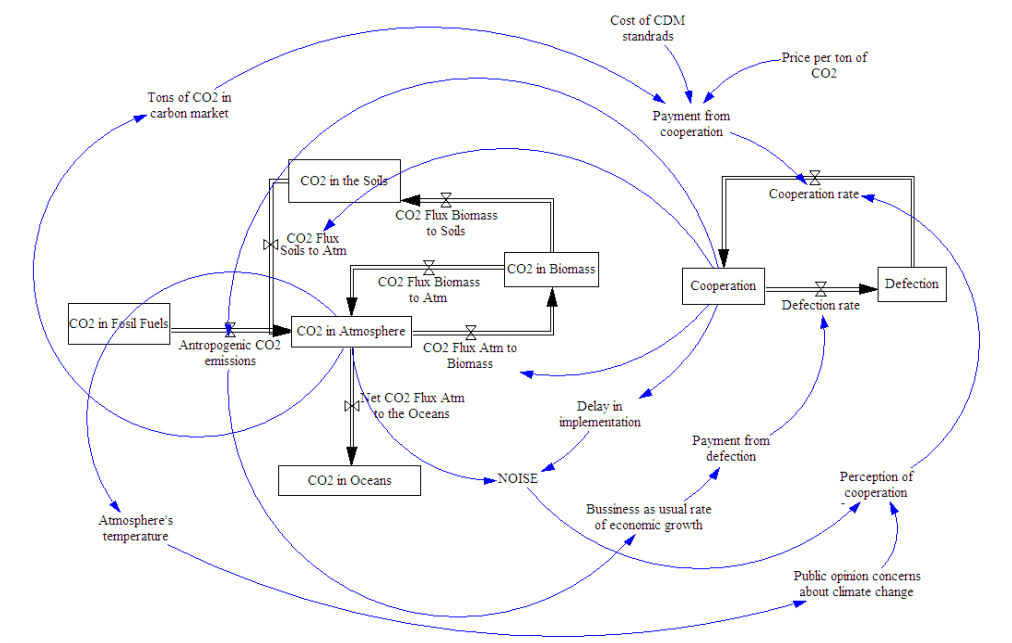 Cost of CDM
standrads
Price per ton of
CO2
Tons of CO2 in
carbon market
Payment from
cooperation
CO2 in the Soils
Cooperation rate
CO2 Flux Biomass
to Soils
CO2 Flux
Soils to Atm
CO2 in Biomass
CO2 Flux Biomass
to Atm
Cooperation
Defection
Defection rate
CO2 in Fosil Fuels
CO2 in Atmosphere
Antropogenic CO2
emissions
CO2 Flux Atm to
Biomass
Net CO2 Flux Atm
to the Oceans
Delay in
implementation
Payment from
defection
CO2 in Oceans
NOISE
Perception of
cooperation
Bussiness as usual rate
of economic growth
Atmosphere's
temperature
Public opinion concerns
about climate change